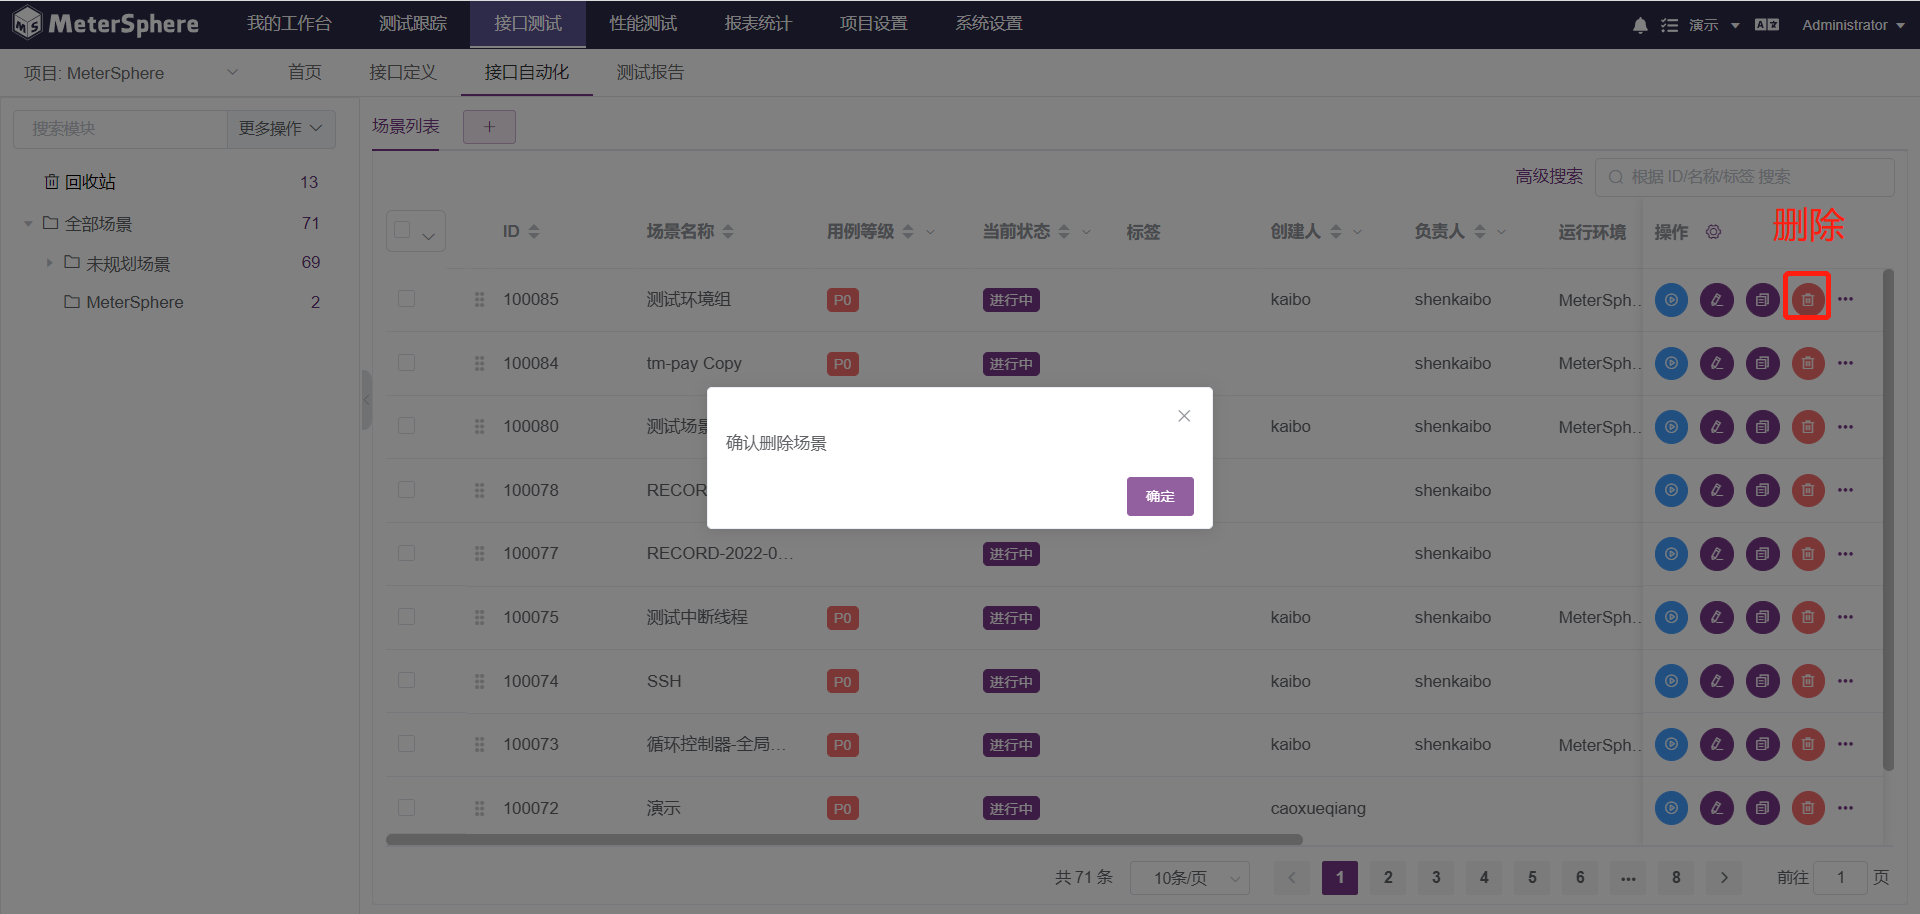 MeterSphere 我的工作台 测试跟踪 接口测试 性能测试 报表统计 项目设置 系统设置 演示 Administrator
项目: MeterSphere 首页 接口定义 接口自动化 测试报告
搜索模块 更多操作
回收站 13
全部场景 71
未规划场景 69
MeterSphere 2
场景列表 +
高级搜索 根据 ID/名称/标签 搜索
删除
ID 场景名称 用例等级 当前状态 标签 创建人 负责人 运行环境 操作
100085 测试环境组 P0 进行中 kaibo shenkaibo MeterSph...
100084 tm-pay Copy P0 进行中 shenkaibo MeterSph...
100080 测试场景 kaibo shenkaibo MeterSph...
100078 RECOR shenkaibo
100077 RECORD-2022-0... 进行中 shenkaibo
100075 测试中断线程 P0 进行中 kaibo shenkaibo MeterSph...
100074 SSH P0 进行中 kaibo shenkaibo
100073 循环控制器-全局... P0 进行中 kaibo shenkaibo MeterSph...
100072 演示 P0 进行中 caoxueqiang
确认删除场景
确定
共 71 条 10条/页 1 2 3 4 5 6 ... 8 前往 1 页